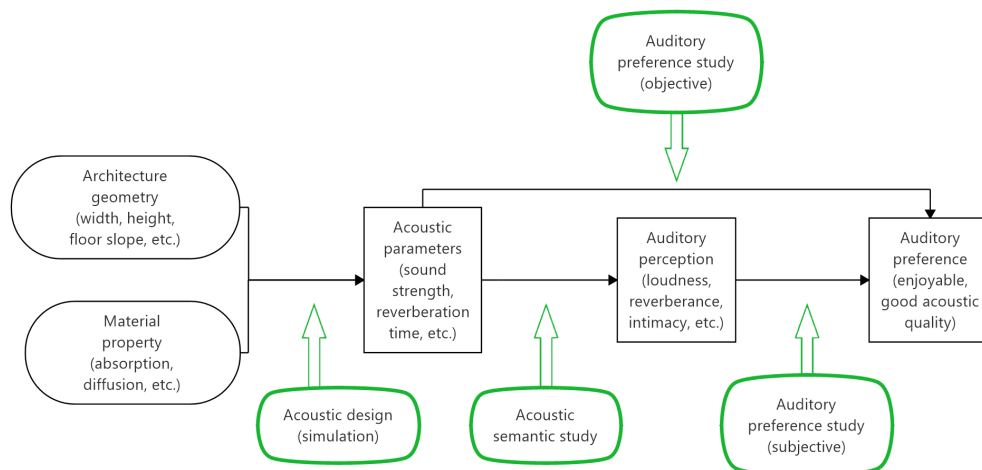 Auditory
preference study
(objective)
Architecture
geometry
(width, height,
floor slope, etc.)
Material
property
(absorption,
diffusion, etc.)
Acoustic
parameters
(sound
strength,
reverberation
time, etc.)
Auditory
perception
(loudness,
reverberance,
intimacy, etc.)
Auditory
preference
(enjoyable,
good acoustic
quality)
Acoustic design
(simulation)
Acoustic
semantic study
Auditory
preference study
(subjective)